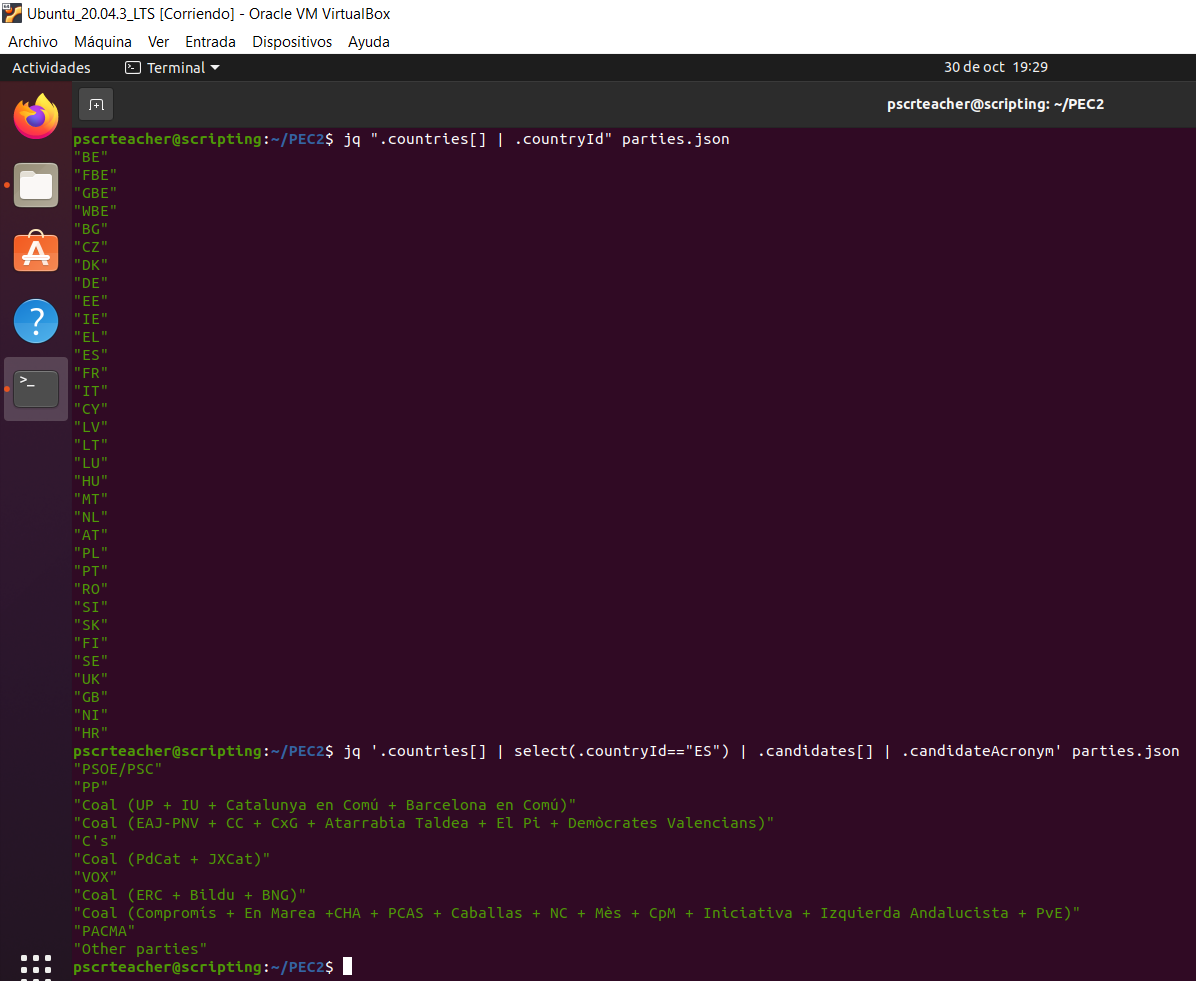 Ubuntu_20.04.3_LTS [Corriendo] - Oracle VM VirtualBox
Archivo Máquina Ver Entrada Dispositivos Ayuda
Actividades Terminal 30 de oct 19:29
pscrteacher@scripting: ~/PEC2
pscrteacher@scripting:~/PEC2$ jq ".countries[] | .countryId" parties.json
"BE"
"FBE"
"GBE"
"WBE"
"BG"
"CZ"
"DK"
"DE"
"EE"
"IE"
"EL"
"ES"
"FR"
"IT"
"CY"
"LV"
"LT"
"LU"
"HU"
"MT"
"NL"
"AT"
"PL"
"PT"
"RO"
"SI"
"SK"
"FI"
"SE"
"UK"
"GB"
"NI"
"HR"
pscrteacher@scripting:~/PEC2$ jq '.countries[] | select(.countryId=="ES") | .candidates[] | .candidateAcronym' parties.json
"PSOE/PSC"
"PP"
"Coal (UP + IU + Catalunya en Comú + Barcelona en Comú)"
"Coal (EAJ-PNV + CC + CxG + Atarrabia Taldea + El Pi + Demòcrates Valencians)"
"C's"
"Coal (PdCat + JXCat)"
"VOX"
"Coal (ERC + Bildu + BNG)"
"Coal (Compromís + En Marea +CHA + PCAS + Caballas + NC + Mès + CpM + Iniciativa + Izquierda Andalucista + PvE)"
"PACMA"
"Other parties"
pscrteacher@scripting:~/PEC2$